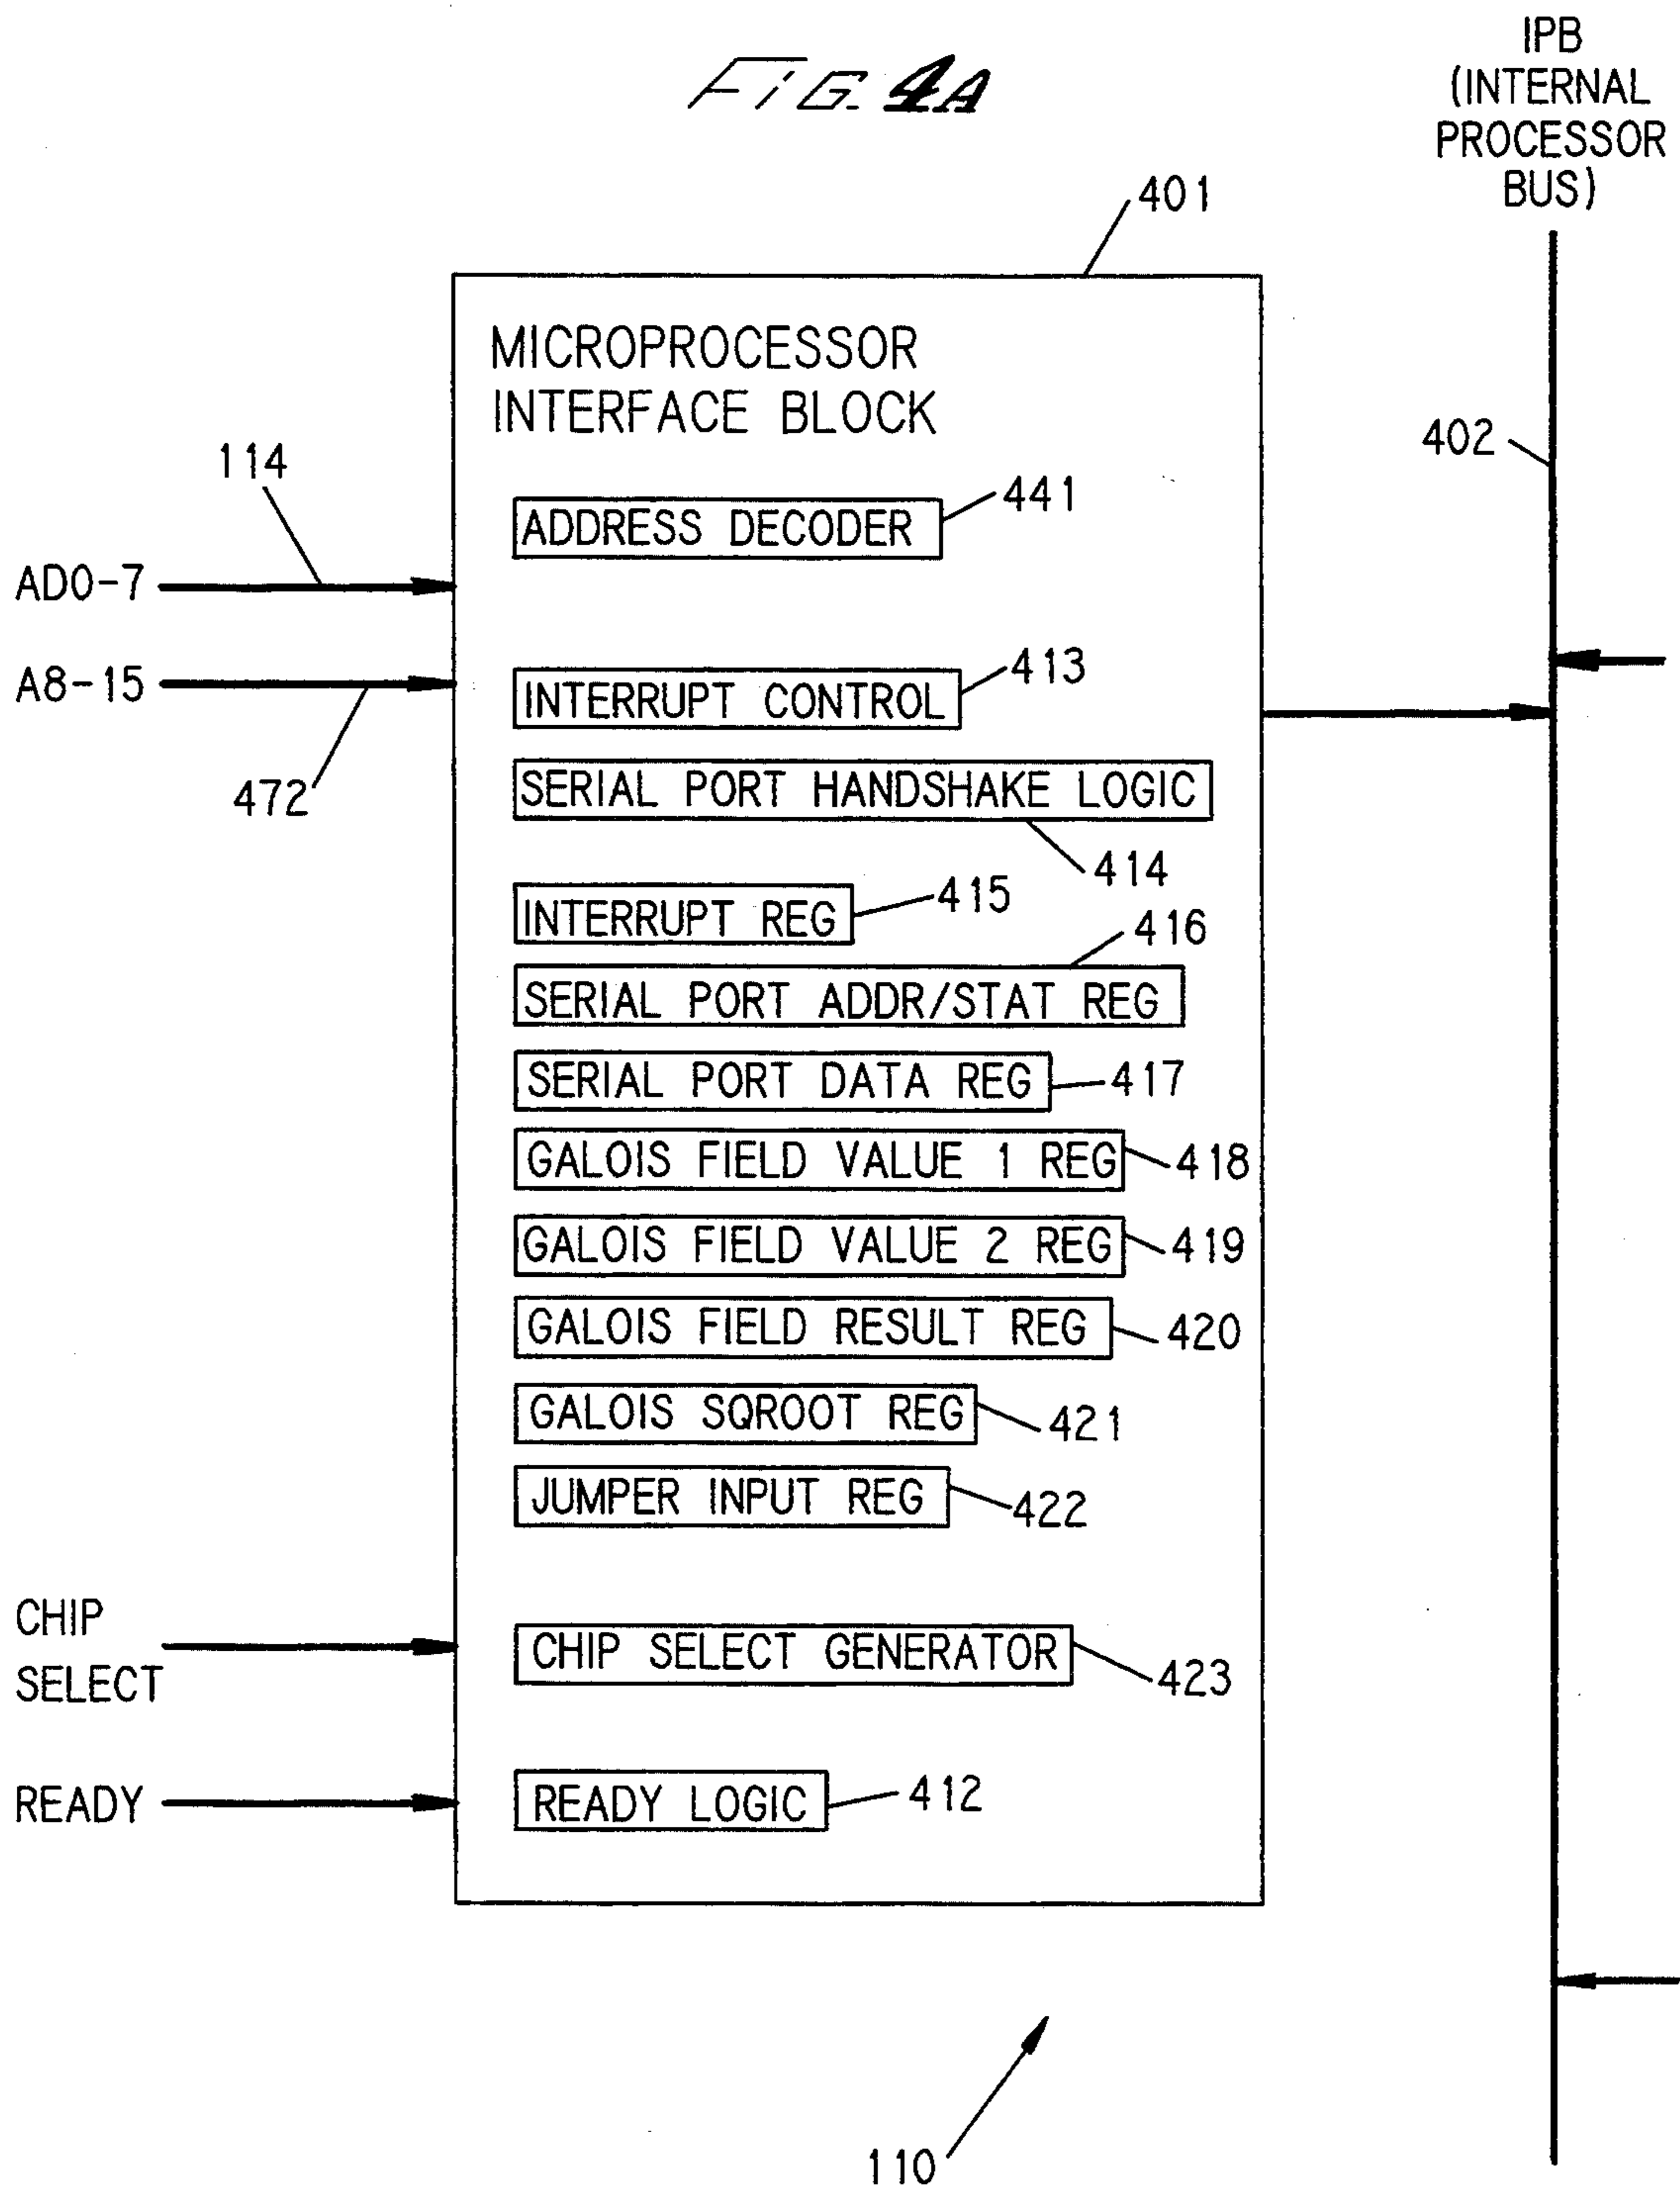 FIG. 4A
IPB
(INTERNAL
PROCESSOR
BUS)
401
MICROPROCESSOR
INTERFACE BLOCK
402
114
441
ADDRESS DECODER
AD0-7
413
A8-15
INTERRUPT CONTROL
472
SERIAL PORT HANDSHAKE LOGIC
414
415
INTERRUPT REG
416
SERIAL PORT ADDR/STAT REG
SERIAL PORT DATA REG
417
GALOIS FIELD VALUE 1 REG
418
GALOIS FIELD VALUE 2 REG
419
GALOIS FIELD RESULT REG
420
GALOIS SQROOT REG
421
JUMPER INPUT REG
422
CHIP
SELECT
CHIP SELECT GENERATOR
423
READY
READY LOGIC
412
110